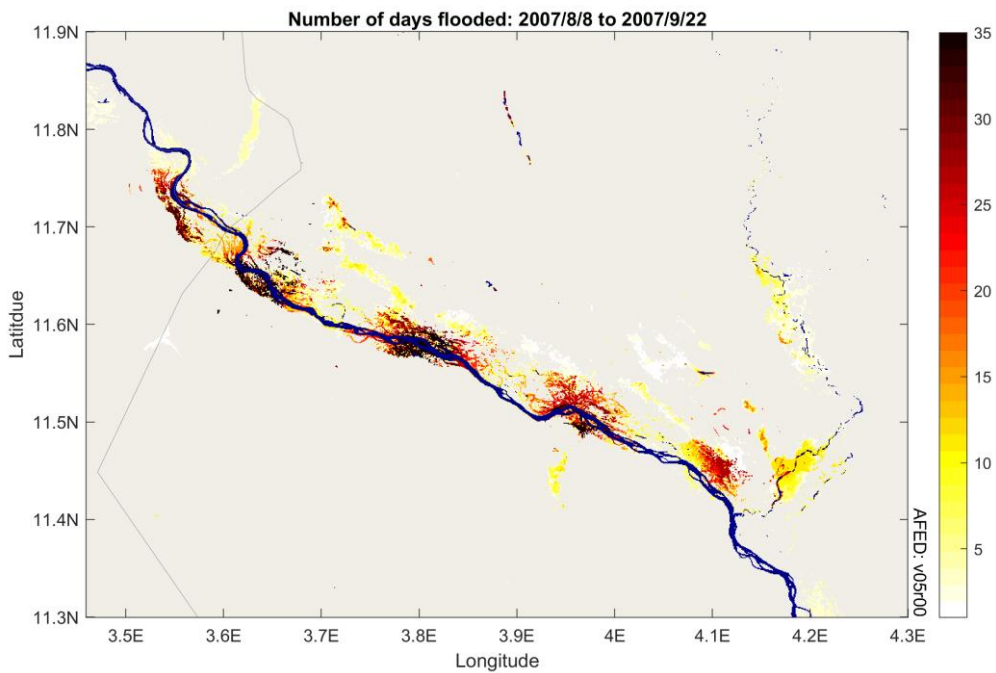 Number of days flooded: 2007/8/8 to 2007/9/22
11.9N
11.8N
11.7N
11.6N
11.5N
11.4N
11.3N
Latitdue
3.5E 3.6E 3.7E 3.8E 3.9E 4E 4.1E 4.2E 4.3E
Longitude
AFED: v05r00
35
30
25
20
15
10
5